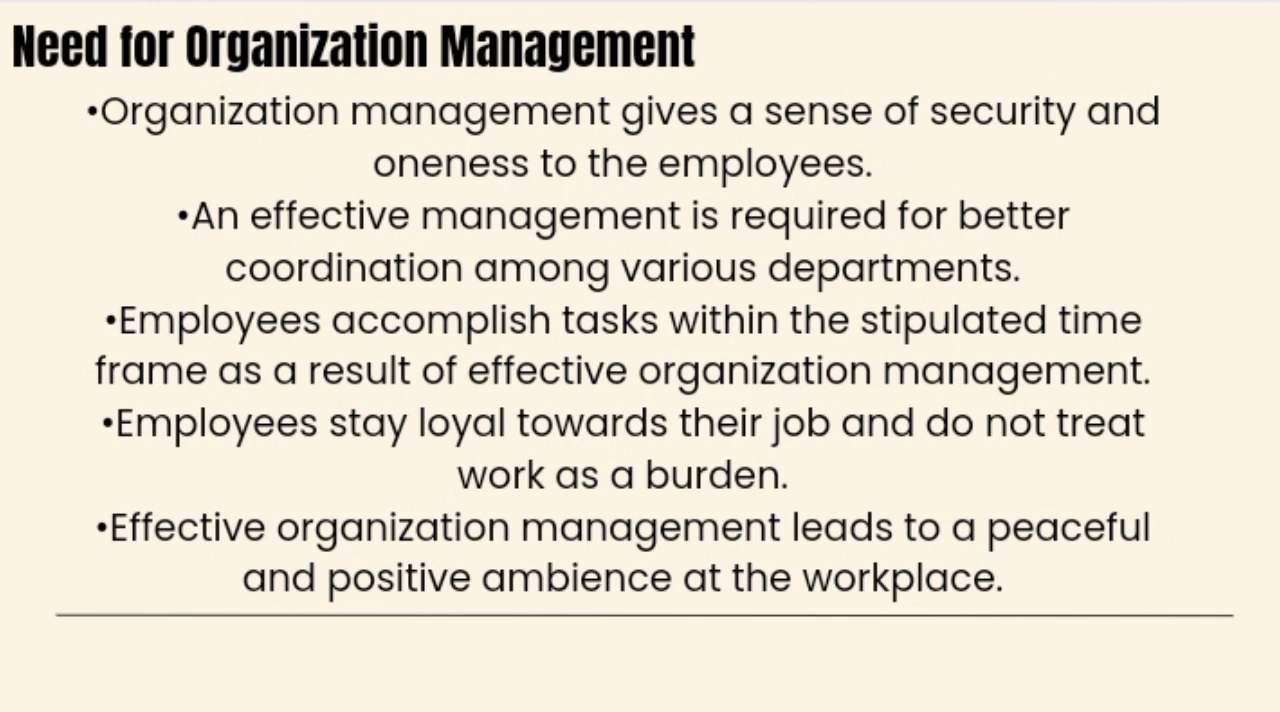 Need for Organization Management
•Organization management gives a sense of security and
oneness to the employees.
•An effective management is required for better
coordination among various departments.
•Employees accomplish tasks within the stipulated time
frame as a result of effective organization management.
•Employees stay loyal towards their job and do not treat
work as a burden.
•Effective organization management leads to a peaceful
and positive ambience at the workplace.